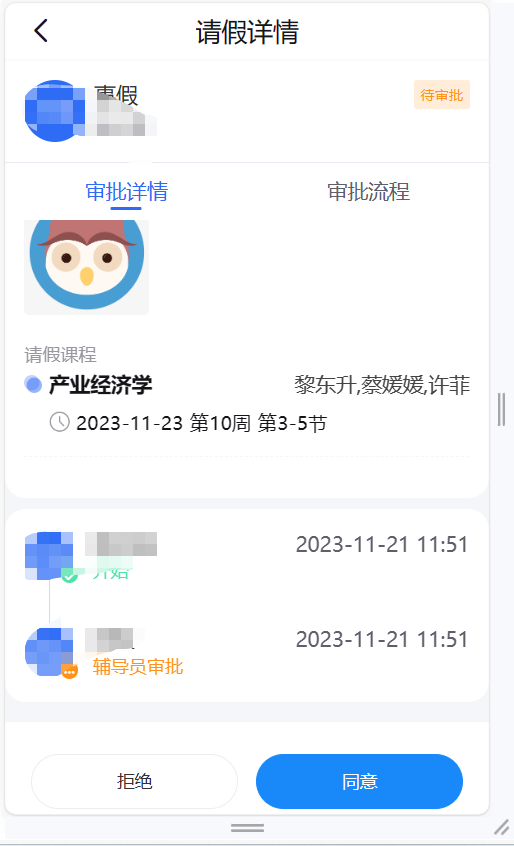 请假详情
事假
待审批
审批详情 审批流程
请假课程
产业经济学 黎东升,蔡媛媛,许菲
2023-11-23 第10周 第3-5节
2023-11-21 11:51
开始
2023-11-21 11:51
辅导员审批
拒绝 同意